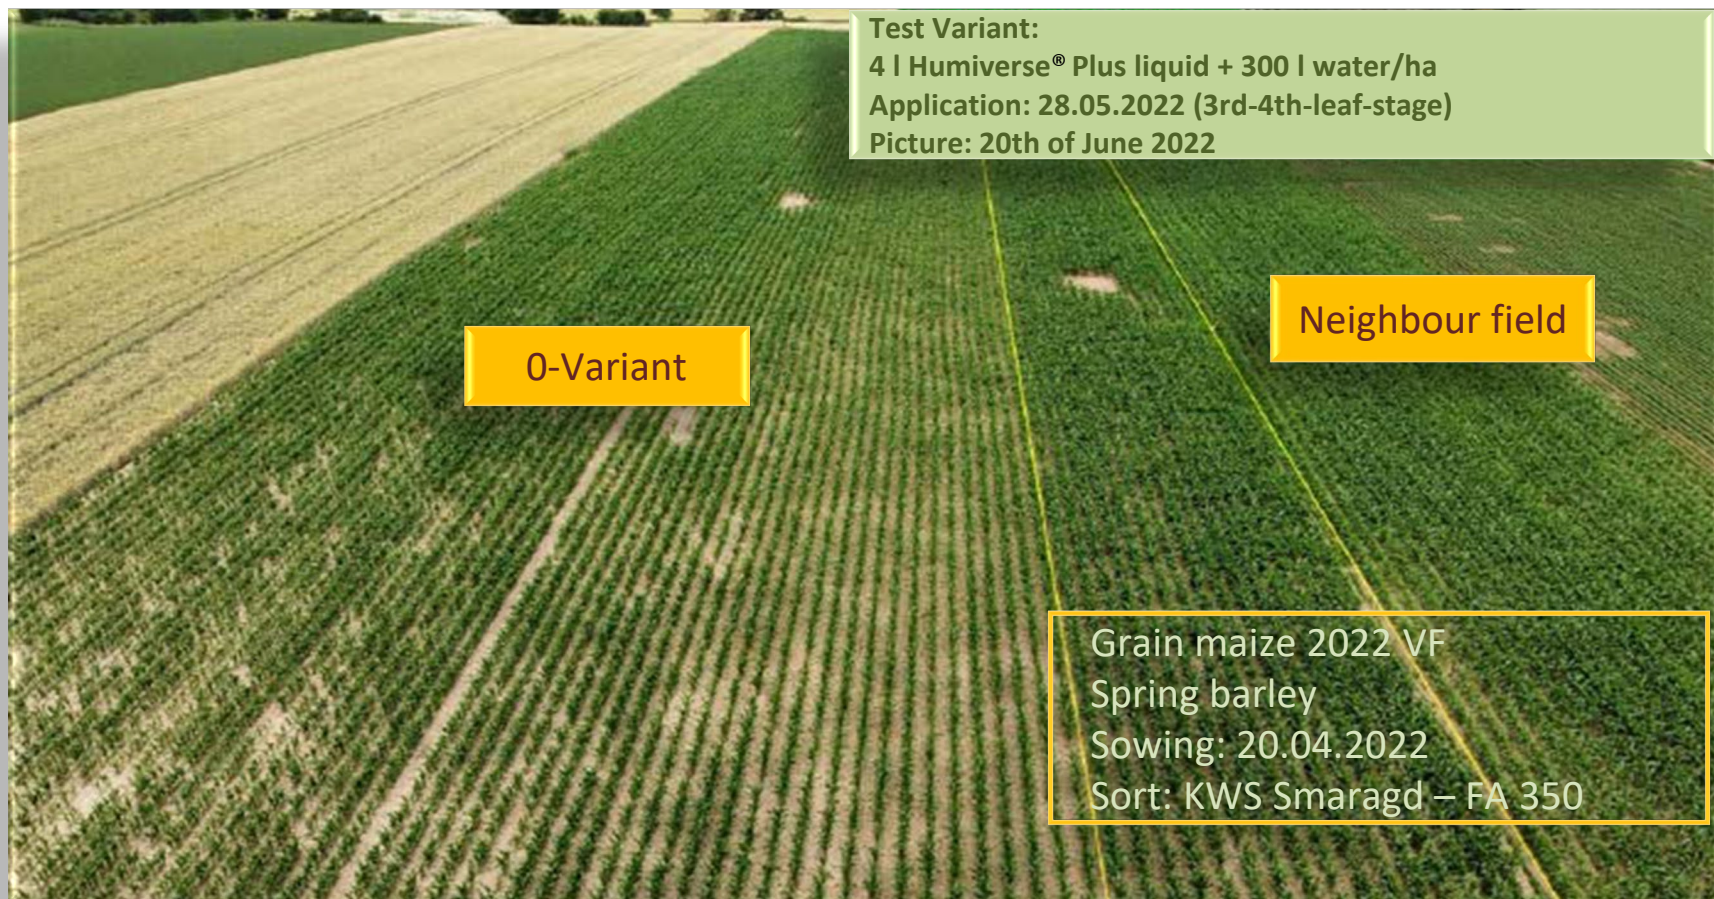 Test Variant:
4 l Humiverse® Plus liquid + 300 l water/ha
Application: 28.05.2022 (3rd-4th-leaf-stage)
Picture: 20th of June 2022
Neighbour field
0-Variant
Grain maize 2022 VF
Spring barley
Sowing: 20.04.2022
Sort: KWS Smaragd – FA 350